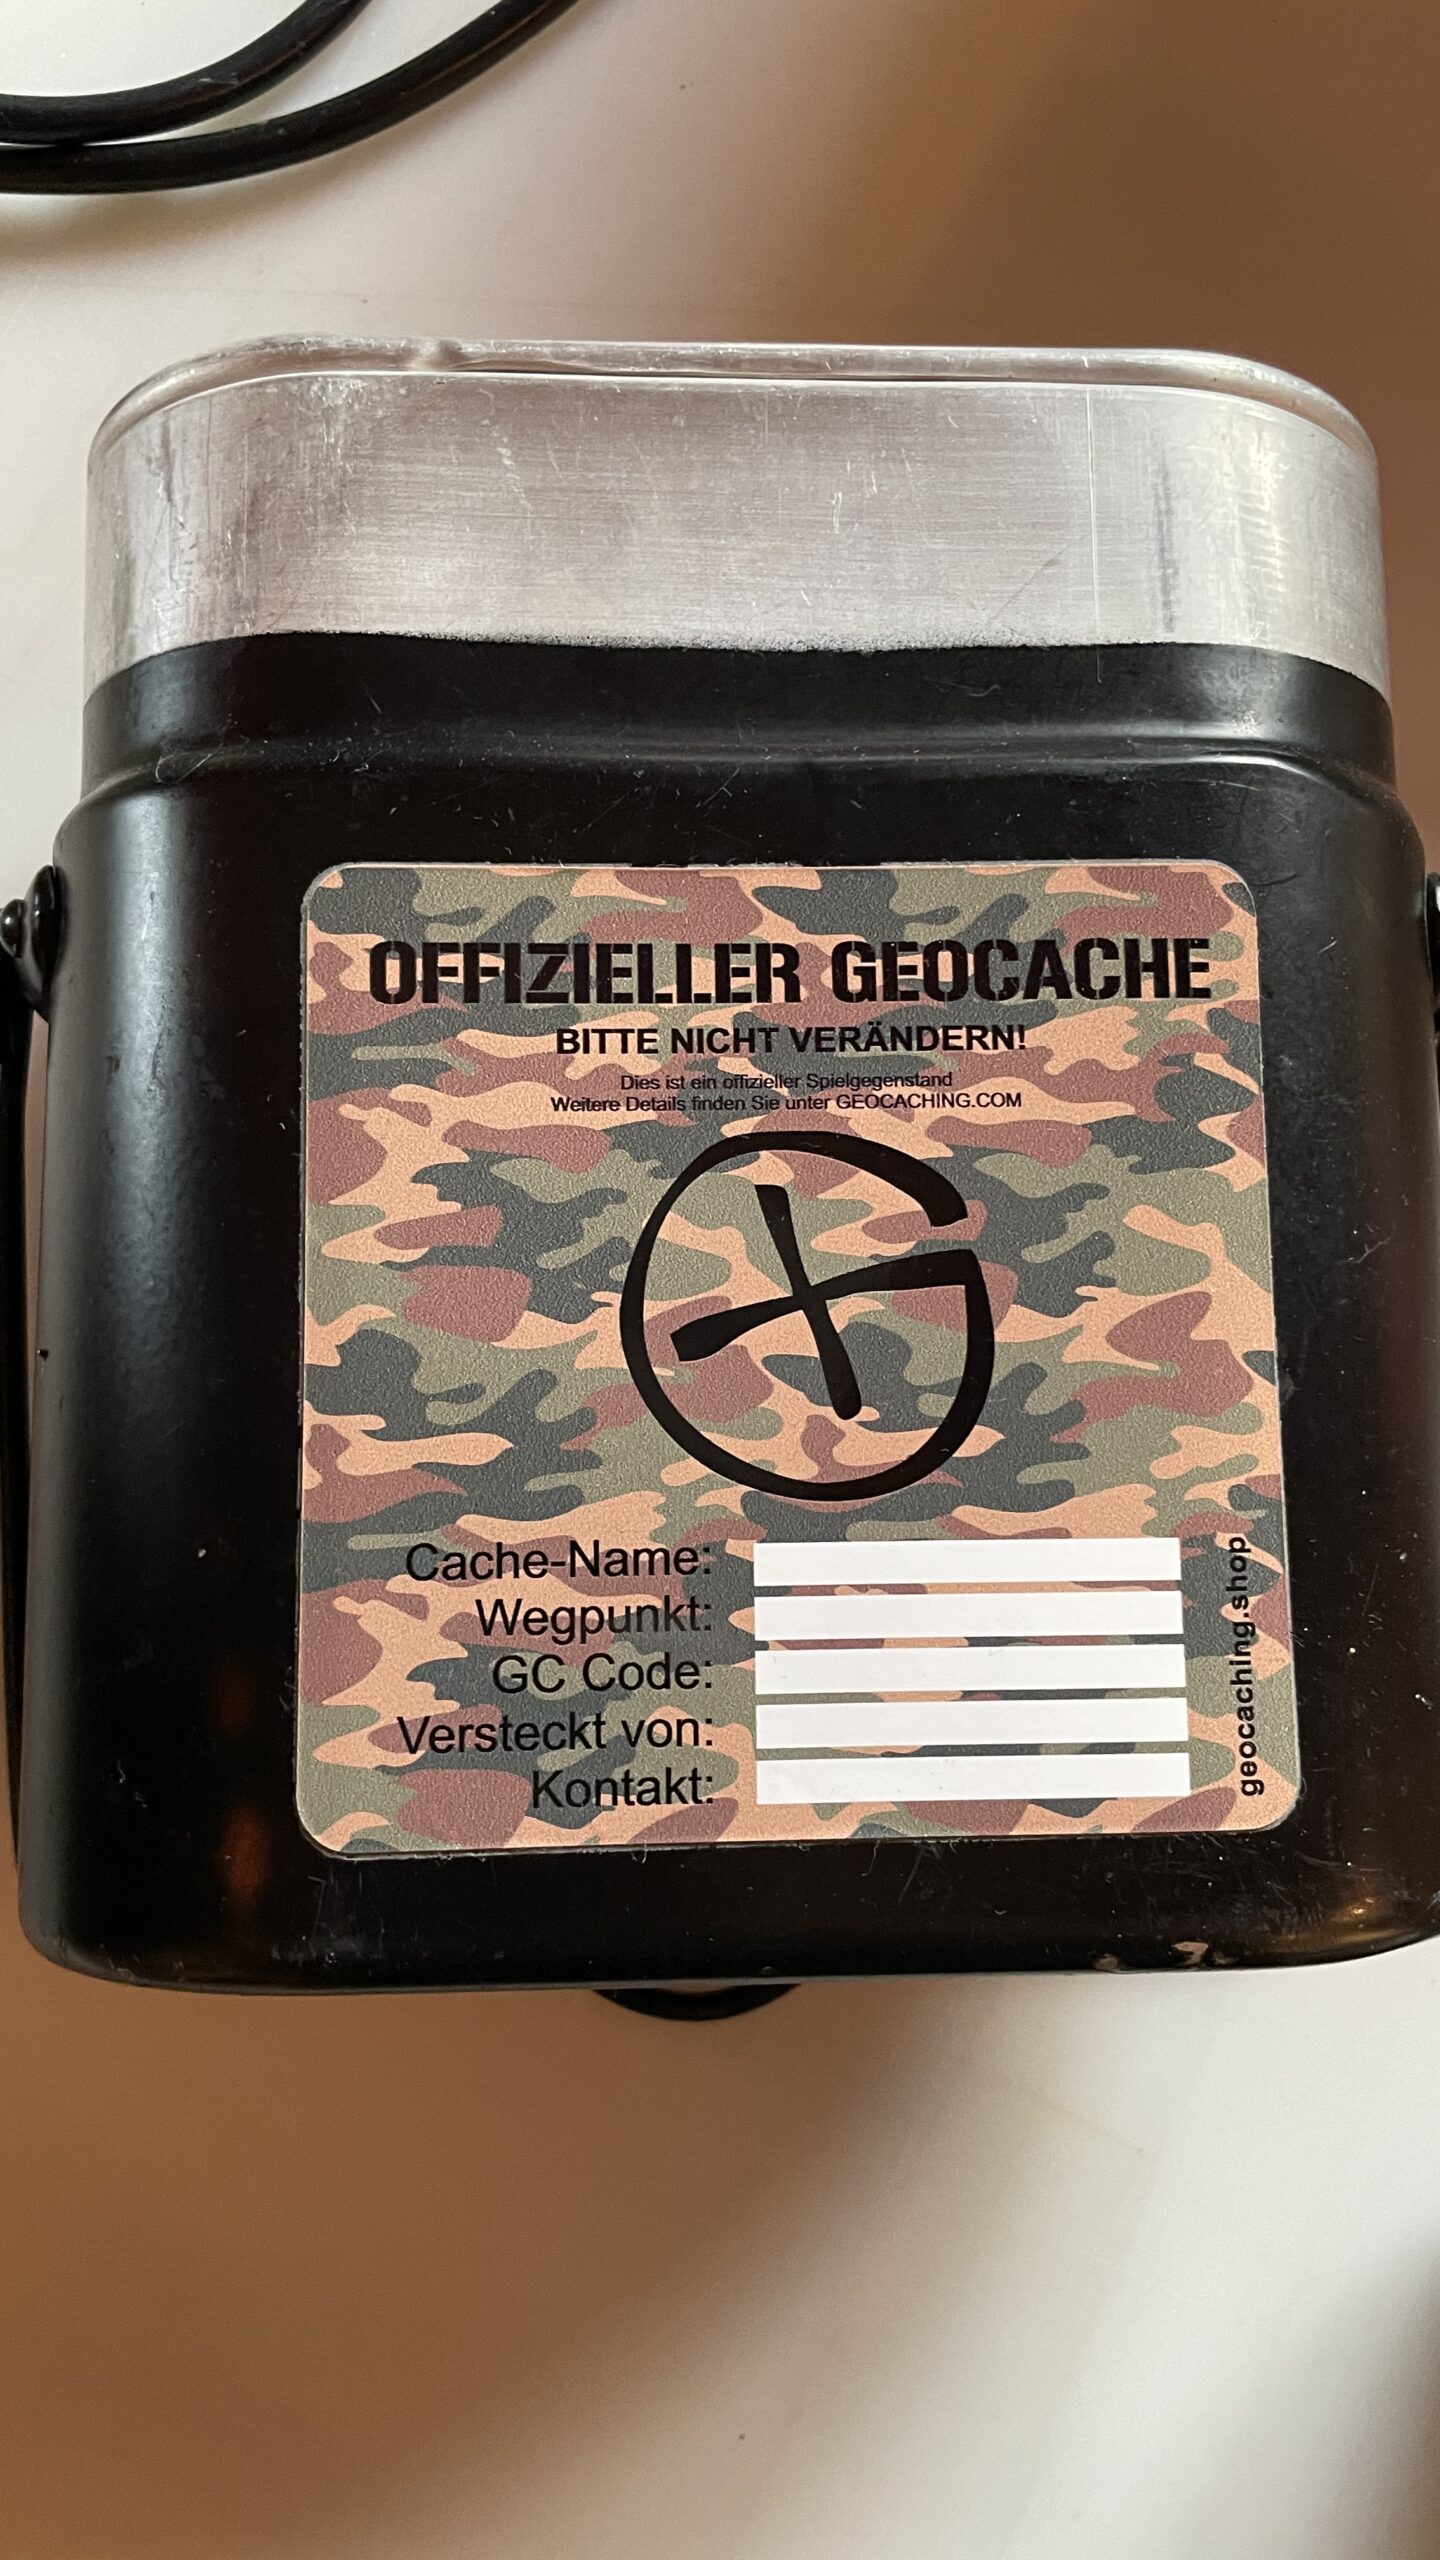 OFFIZIELLER GEOCACHE
BITTE NICHT VERÄNDERN!
Dies ist ein offizieller Spielgegenstand
Weitere Details finden Sie unter GEOCACHING.COM
Cache-Name:
Wegpunkt:
GC Code:
Versteckt von:
Kontakt:
geocaching.shop